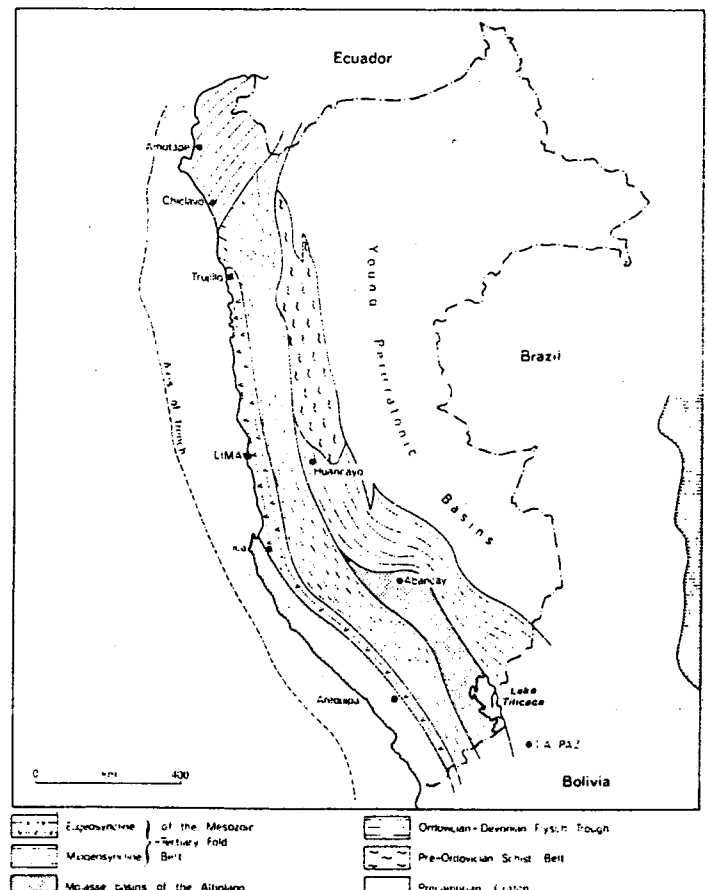 Ecuador
Amotape
Chiclayo
Trujillo
Young Pericratonic Basins
Brazil
Axis of trench
LIMA
Huancayo
Ica
Abancay
Arequipa
Lake
Titicaca
LA PAZ
0 km 400
Bolivia
Eugeosyncline
Miogeosyncline
of the Mesozoic
-Tertiary Fold
Belt
Molasse basins of the Altiplano
Ordovician-Devonian Flysch Trough
Pre-Ordovician Schist Belt
Precambrian Craton